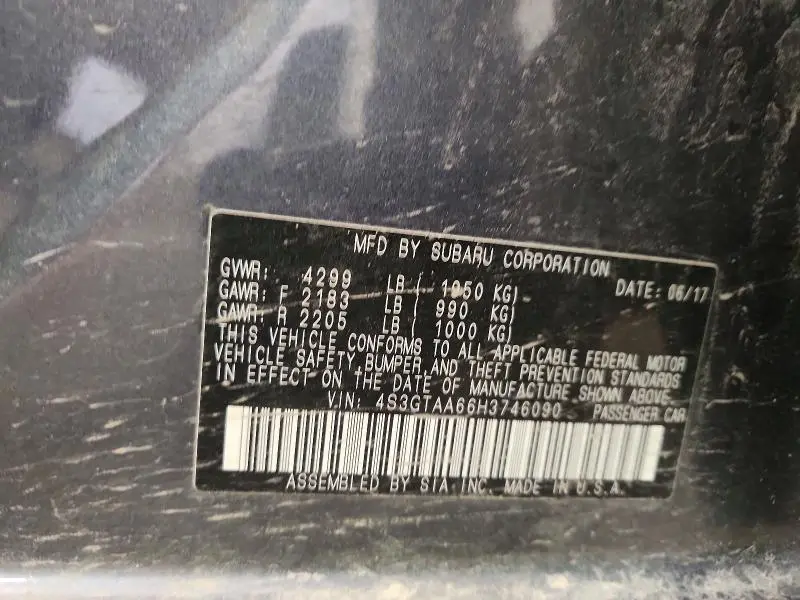 MFD BY SUBARU CORPORATION
GVWR: 4299 LB ( 1950 KG) DATE: 06/17
GAWR: F 2183 LB ( 990 KG)
GAWR: R 2205 LB ( 1000 KG)
THIS VEHICLE CONFORMS TO ALL APPLICABLE FEDERAL MOTOR
VEHICLE SAFETY, BUMPER, AND THEFT PREVENTION STANDARDS
IN EFFECT ON THE DATE OF MANUFACTURE SHOWN ABOVE.
V/N: 4S3GTAA66H3746090 PASSENGER CAR
ASSEMBLED BY SIA INC. MADE IN U.S.A.